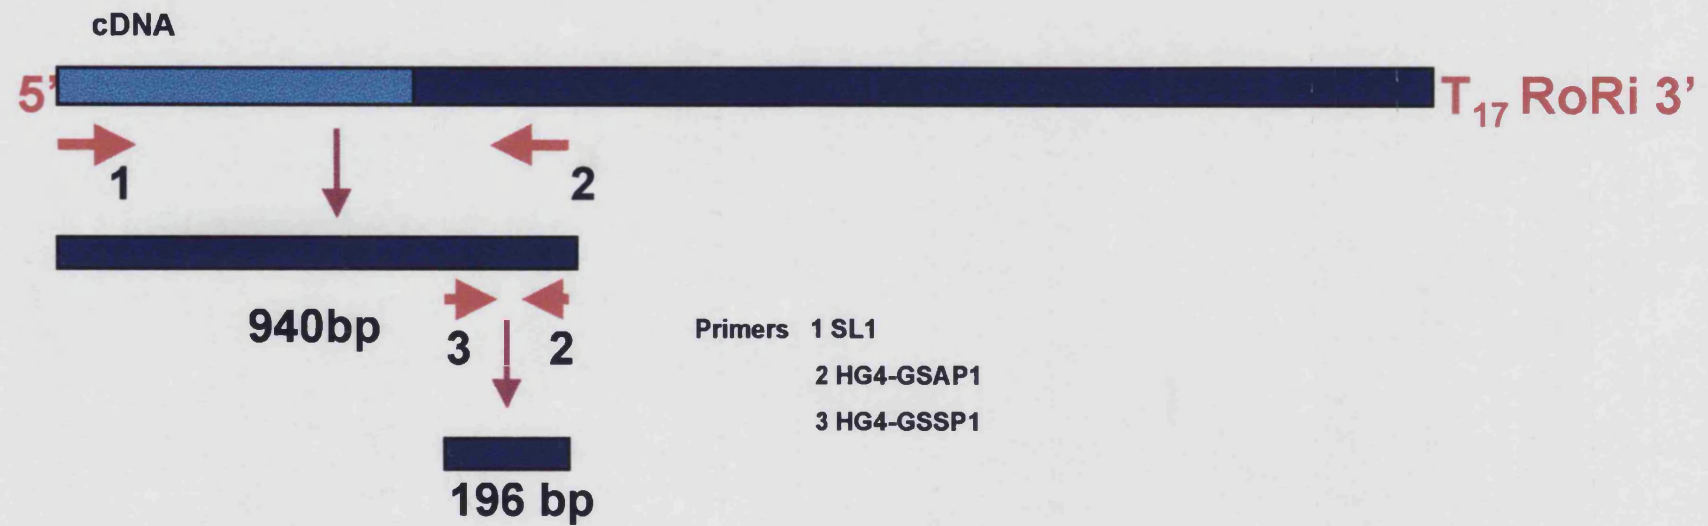 cDNA
5' T₁₇ RoRi 3'
1 2
940bp
3 2
Primers 1 SL1
2 HG4-GSAP1
3 HG4-GSSP1
196 bp